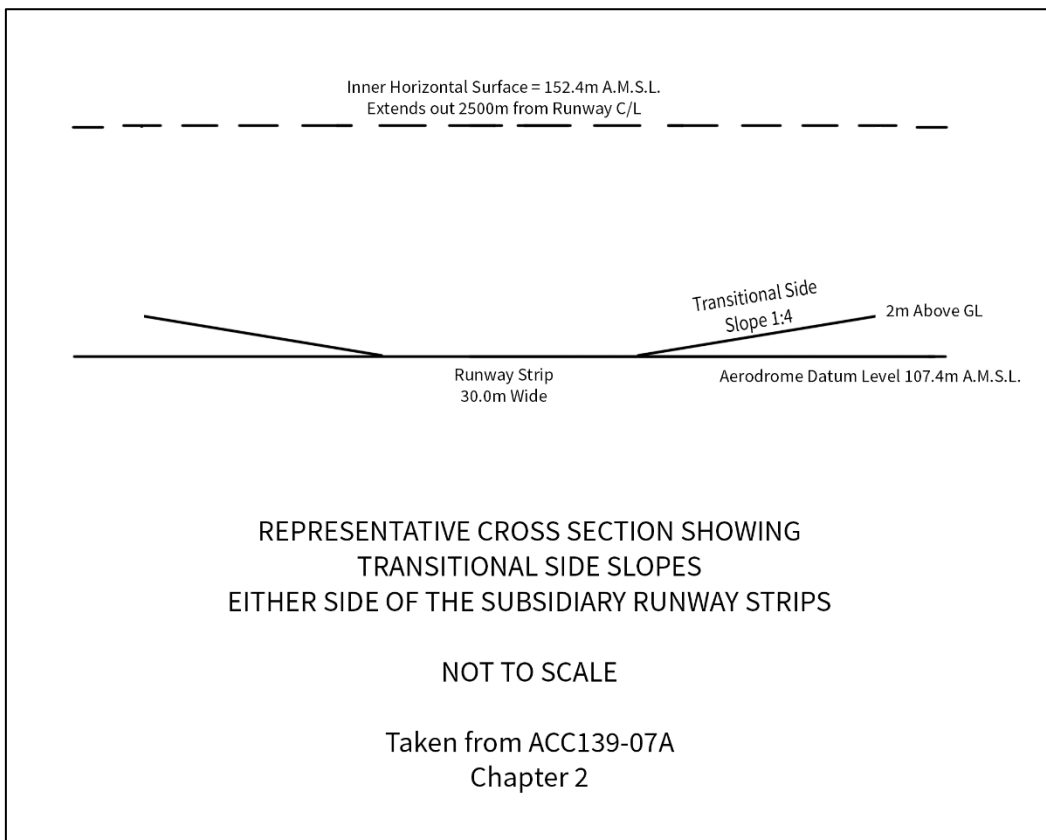 Inner Horizontal Surface = 152.4m A.M.S.L.
Extends out 2500m from Runway C/L
Transitional Side
Slope 1:4
2m Above GL
Runway Strip
30.0m Wide
Aerodrome Datum Level 107.4m A.M.S.L.
REPRESENTATIVE CROSS SECTION SHOWING
TRANSITIONAL SIDE SLOPES
EITHER SIDE OF THE SUBSIDIARY RUNWAY STRIPS
NOT TO SCALE
Taken from ACC139-07A
Chapter 2